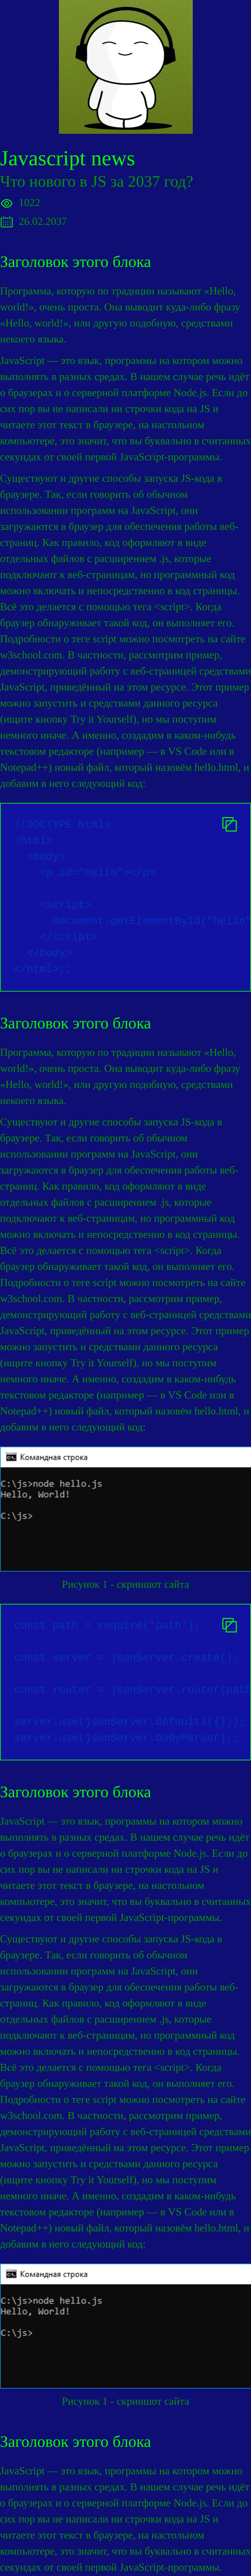 Javascript news
Что нового в JS за 2037 год?
1022
26.02.2037
Заголовок этого блока
Программа, которую по традиции называют «Hello,
world!», очень проста. Она выводит куда-либо фразу
«Hello, world!», или другую подобную, средствами
некоего языка.
JavaScript — это язык, программы на котором можно
выполнять в разных средах. В нашем случае речь идёт
о браузерах и о серверной платформе Node.js. Если до
сих пор вы не написали ни строчки кода на JS и
читаете этот текст в браузере, на настольном
компьютере, это значит, что вы буквально в считанных
секундах от своей первой JavaScript-программы.
Существуют и другие способы запуска JS-кода в
браузере. Так, если говорить об обычном
использовании программ на JavaScript, они
загружаются в браузер для обеспечения работы веб-
страниц. Как правило, код оформляют в виде
отдельных файлов с расширением .js, которые
подключают к веб-страницам, но программный код
можно включать и непосредственно в код страницы.
Всё это делается с помощью тега <script>. Когда
браузер обнаруживает такой код, он выполняет его.
Подробности о теге script можно посмотреть на сайте
w3school.com. В частности, рассмотрим пример,
демонстрирующий работу с веб-страницей средствами
JavaScript, приведённый на этом ресурсе. Этот пример
можно запустить и средствами данного ресурса
(ищите кнопку Try it Yourself), но мы поступим
немного иначе. А именно, создадим в каком-нибудь
текстовом редакторе (например — в VS Code или в
Notepad++) новый файл, который назовём hello.html, и
добавим в него следующий код:
<!DOCTYPE html>
<html>
<body>
<p id="hello"></p>
<script>
document.getElementById("hello"
</script>
</body>
</html>;;
Заголовок этого блока
Программа, которую по традиции называют «Hello,
world!», очень проста. Она выводит куда-либо фразу
«Hello, world!», или другую подобную, средствами
некоего языка.
Существуют и другие способы запуска JS-кода в
браузере. Так, если говорить об обычном
использовании программ на JavaScript, они
загружаются в браузер для обеспечения работы веб-
страниц. Как правило, код оформляют в виде
отдельных файлов с расширением .js, которые
подключают к веб-страницам, но программный код
можно включать и непосредственно в код страницы.
Всё это делается с помощью тега <script>. Когда
браузер обнаруживает такой код, он выполняет его.
Подробности о теге script можно посмотреть на сайте
w3school.com. В частности, рассмотрим пример,
демонстрирующий работу с веб-страницей средствами
JavaScript, приведённый на этом ресурсе. Этот пример
можно запустить и средствами данного ресурса
(ищите кнопку Try it Yourself), но мы поступим
немного иначе. А именно, создадим в каком-нибудь
текстовом редакторе (например — в VS Code или в
Notepad++) новый файл, который назовём hello.html, и
добавим в него следующий код:
Командная строка
C:\js>node hello.js
Hello, World!
C:\js>
Рисунок 1 - скриншот сайта
const path = require('path');
const server = jsonServer.create();
const router = jsonServer.router(path
server.use(jsonServer.defaults({}));
server.use(jsonServer.bodyParser);;
Заголовок этого блока
JavaScript — это язык, программы на котором можно
выполнять в разных средах. В нашем случае речь идёт
о браузерах и о серверной платформе Node.js. Если до
сих пор вы не написали ни строчки кода на JS и
читаете этот текст в браузере, на настольном
компьютере, это значит, что вы буквально в считанных
секундах от своей первой JavaScript-программы.
Существуют и другие способы запуска JS-кода в
браузере. Так, если говорить об обычном
использовании программ на JavaScript, они
загружаются в браузер для обеспечения работы веб-
страниц. Как правило, код оформляют в виде
отдельных файлов с расширением .js, которые
подключают к веб-страницам, но программный код
можно включать и непосредственно в код страницы.
Всё это делается с помощью тега <script>. Когда
браузер обнаруживает такой код, он выполняет его.
Подробности о теге script можно посмотреть на сайте
w3school.com. В частности, рассмотрим пример,
демонстрирующий работу с веб-страницей средствами
JavaScript, приведённый на этом ресурсе. Этот пример
можно запустить и средствами данного ресурса
(ищите кнопку Try it Yourself), но мы поступим
немного иначе. А именно, создадим в каком-нибудь
текстовом редакторе (например — в VS Code или в
Notepad++) новый файл, который назовём hello.html, и
добавим в него следующий код:
Командная строка
C:\js>node hello.js
Hello, World!
C:\js>
Рисунок 1 - скриншот сайта
Заголовок этого блока
JavaScript — это язык, программы на котором можно
выполнять в разных средах. В нашем случае речь идёт
о браузерах и о серверной платформе Node.js. Если до
сих пор вы не написали ни строчки кода на JS и
читаете этот текст в браузере, на настольном
компьютере, это значит, что вы буквально в считанных
секундах от своей первой JavaScript-программы.